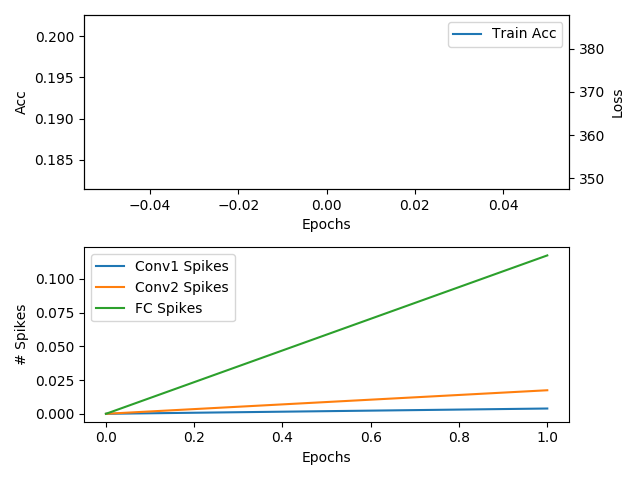 0.200
0.195
0.190
0.185
Acc
Train Acc
380
370
360
350
Loss
−0.04 −0.02 0.00 0.02 0.04
Epochs
Conv1 Spikes
Conv2 Spikes
FC Spikes
0.100
0.075
0.050
0.025
0.000
# Spikes
0.0 0.2 0.4 0.6 0.8 1.0
Epochs